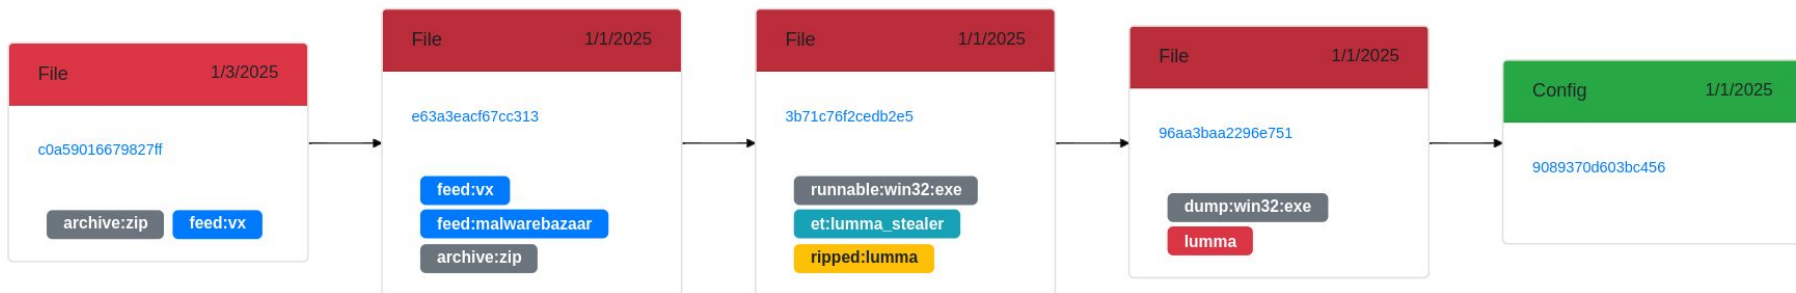 File 1/3/2025
c0a59016679827ff
archive:zip feed:vx
File 1/1/2025
e63a3eacf67cc313
feed:vx
feed:malwarebazaar
archive:zip
File 1/1/2025
3b71c76f2cedb2e5
runnable:win32:exe
et:lumma_stealer
ripped:lumma
File 1/1/2025
96aa3baa2296e751
dump:win32:exe
lumma
Config 1/1/2025
9089370d603bc456